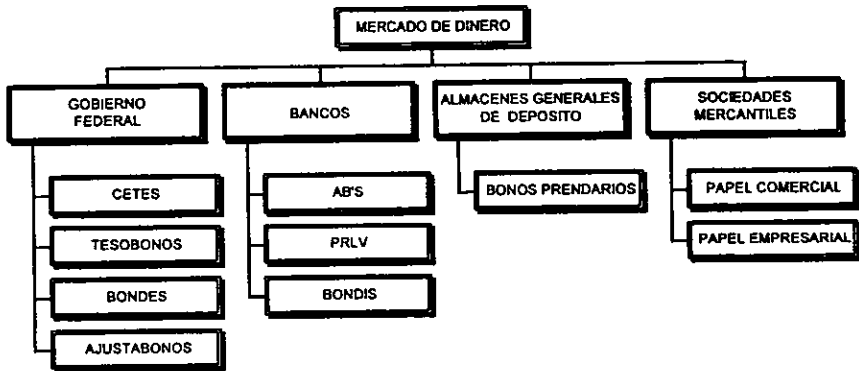 MERCADO DE DINERO
GOBIERNO
FEDERAL
CETES
TESOBONOS
BONDES
AJUSTABONOS
BANCOS
AB'S
PRLV
BONDIS
ALMACENES GENERALES
DE DEPOSITO
BONOS PRENDARIOS
SOCIEDADES
MERCANTILES
PAPEL COMERCIAL
PAPEL EMPRESARIAL